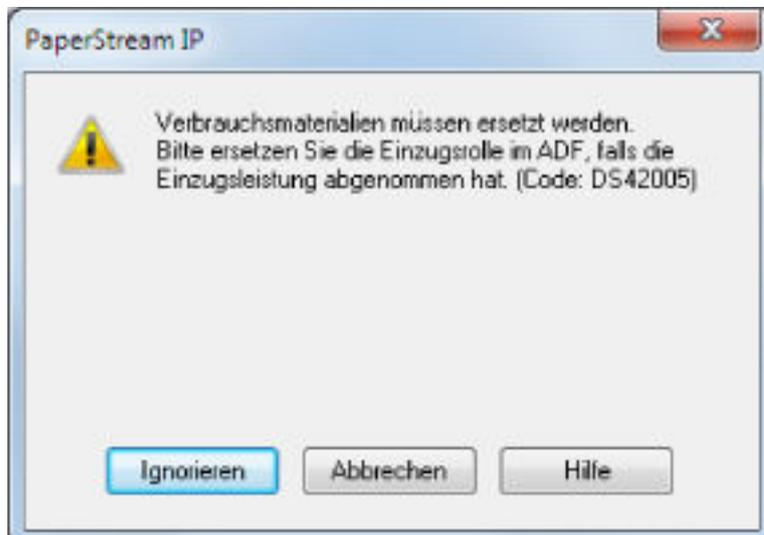 PaperStream IP
Verbrauchsmaterialien müssen ersetzt werden.
Bitte ersetzen Sie die Einzugsrolle im ADF, falls die
Einzugsleistung abgenommen hat. (Code: DS42005)
Ignorieren Abbrechen Hilfe